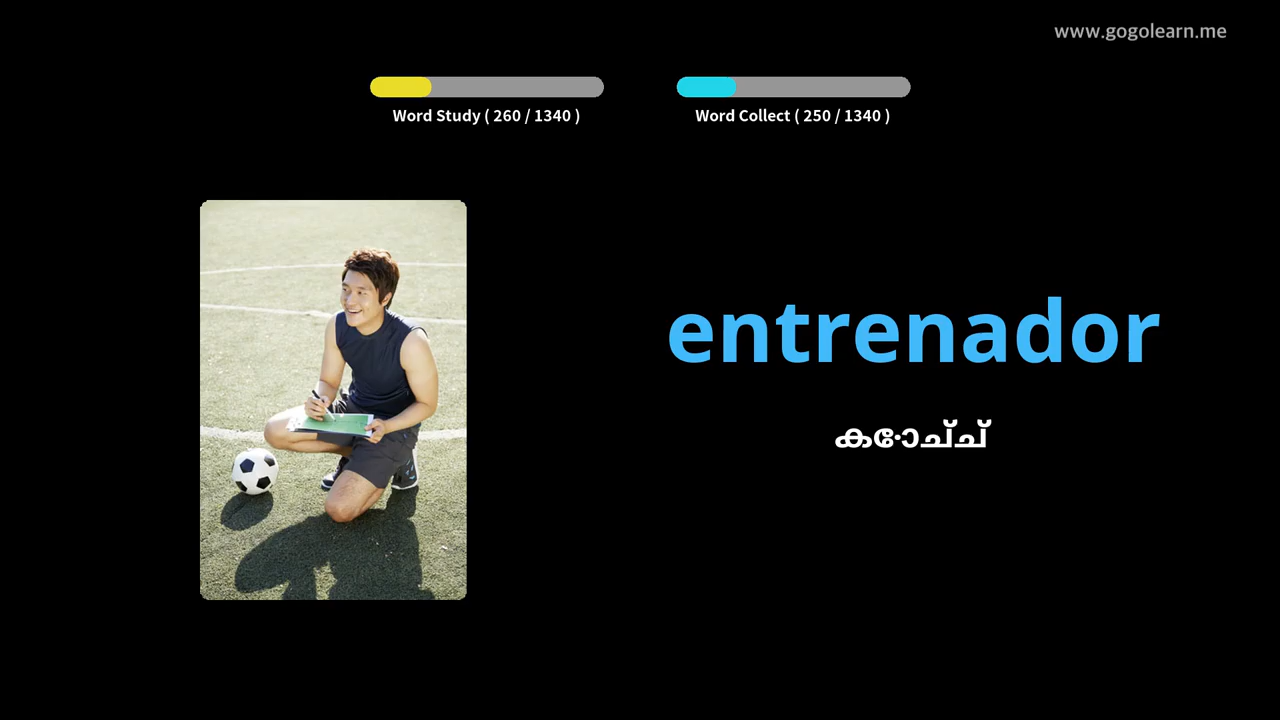 www.gogolearn.me
Word Study ( 260 / 1340 )
Word Collect ( 250 / 1340 )
entrenador
കോച്ച്